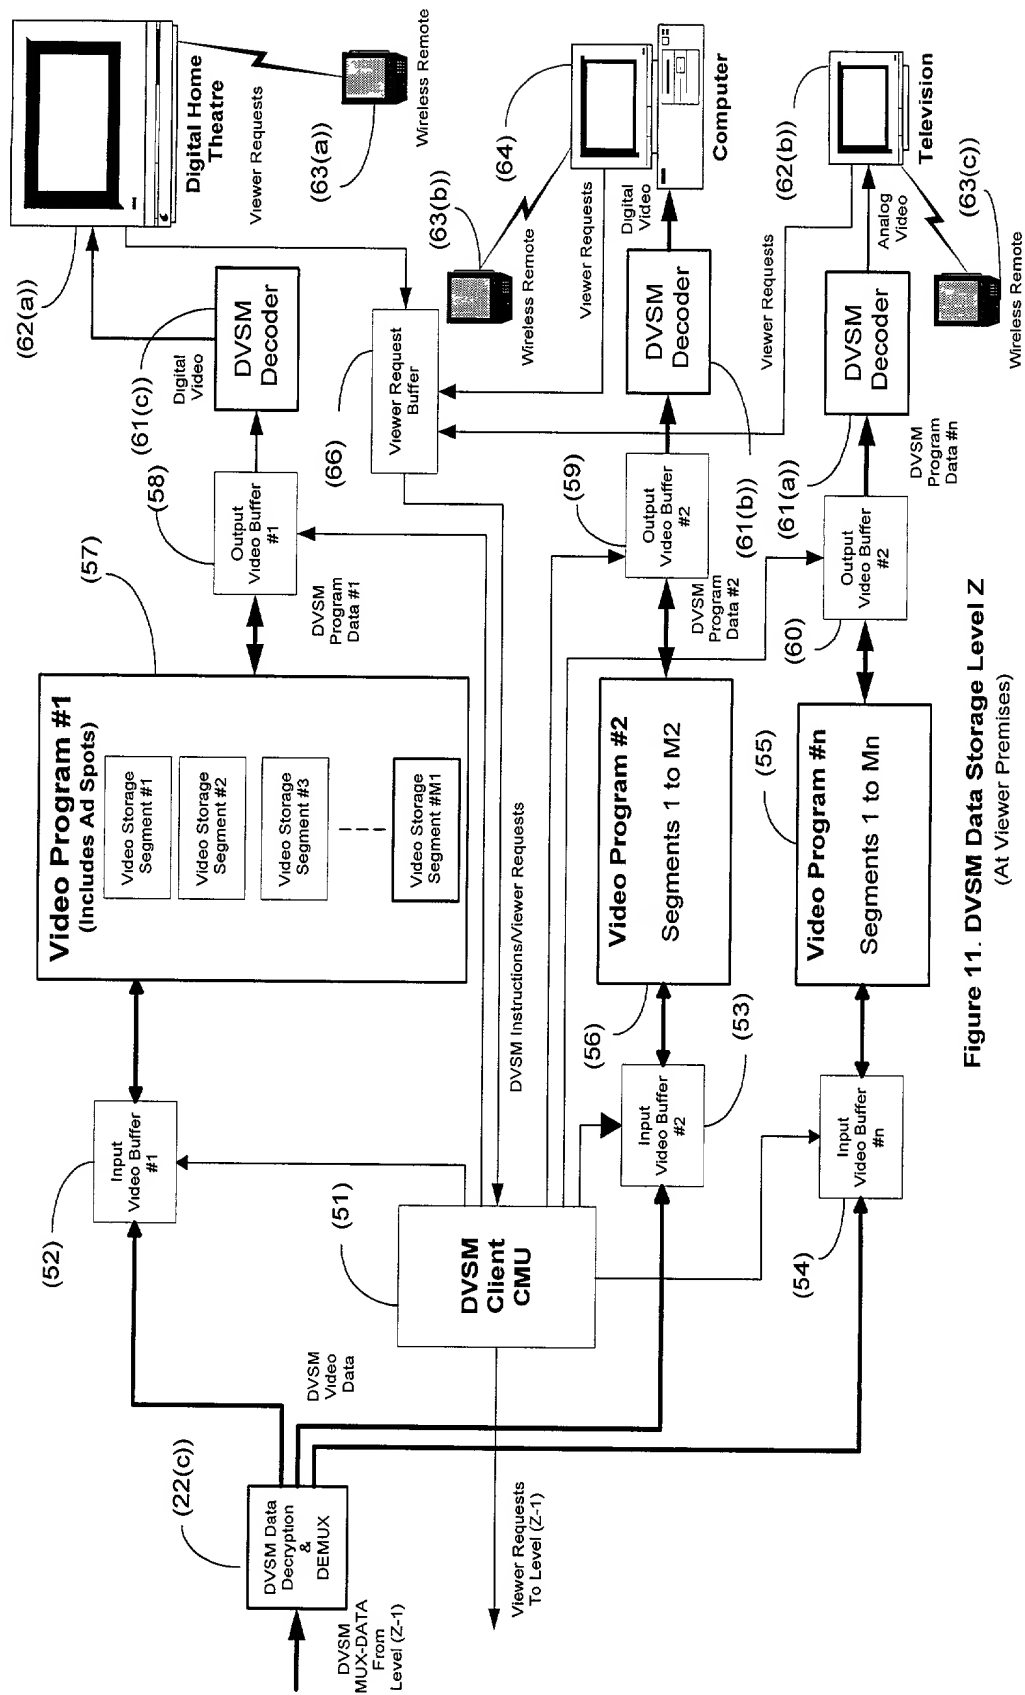 (62(a))
Digital Home
Theatre
Viewer Requests
(63(a))
Wireless Remote
DVSM
Decoder
(61(c))
Digital
Video
(58)
Output
Video Buffer
#1
DVSM
Program
Data #1
(57)
Video Program #1
(Includes Ad Spots)
Video Storage
Segment #1
Video Storage
Segment #2
Video Storage
Segment #3
Video Storage
Segment #M1
Input
Video Buffer
#1
(52)
(22(c))
DVSM Data
Decryption
&
DEMUX
DVSM
MUX-DATA
From
Level (Z-1)
DVSM
Video
Data
(51)
DVSM
Client
CMU
Viewer Requests
To Level (Z-1)
DVSM Instructions/Viewer Requests
(66)
Viewer Request
Buffer
(63(b))
Wireless Remote
(64)
Computer
Viewer Requests
Digital
Video
DVSM
Decoder
(61(b))
(59)
Output
Video Buffer
#2
DVSM
Program
Data #2
Video Program #2
Segments 1 to M2
(56)
Input
Video Buffer
#2
(53)
(62(b))
Television
Viewer Requests
Analog
Video
(63(c))
Wireless Remote
DVSM
Decoder
(61(a))
DVSM
Program
Data #n
Output
Video Buffer
#2
(60)
(55)
Video Program #n
Segments 1 to Mn
Input
Video Buffer
#n
(54)
Figure 11. DVSM Data Storage Level Z
(At Viewer Premises)